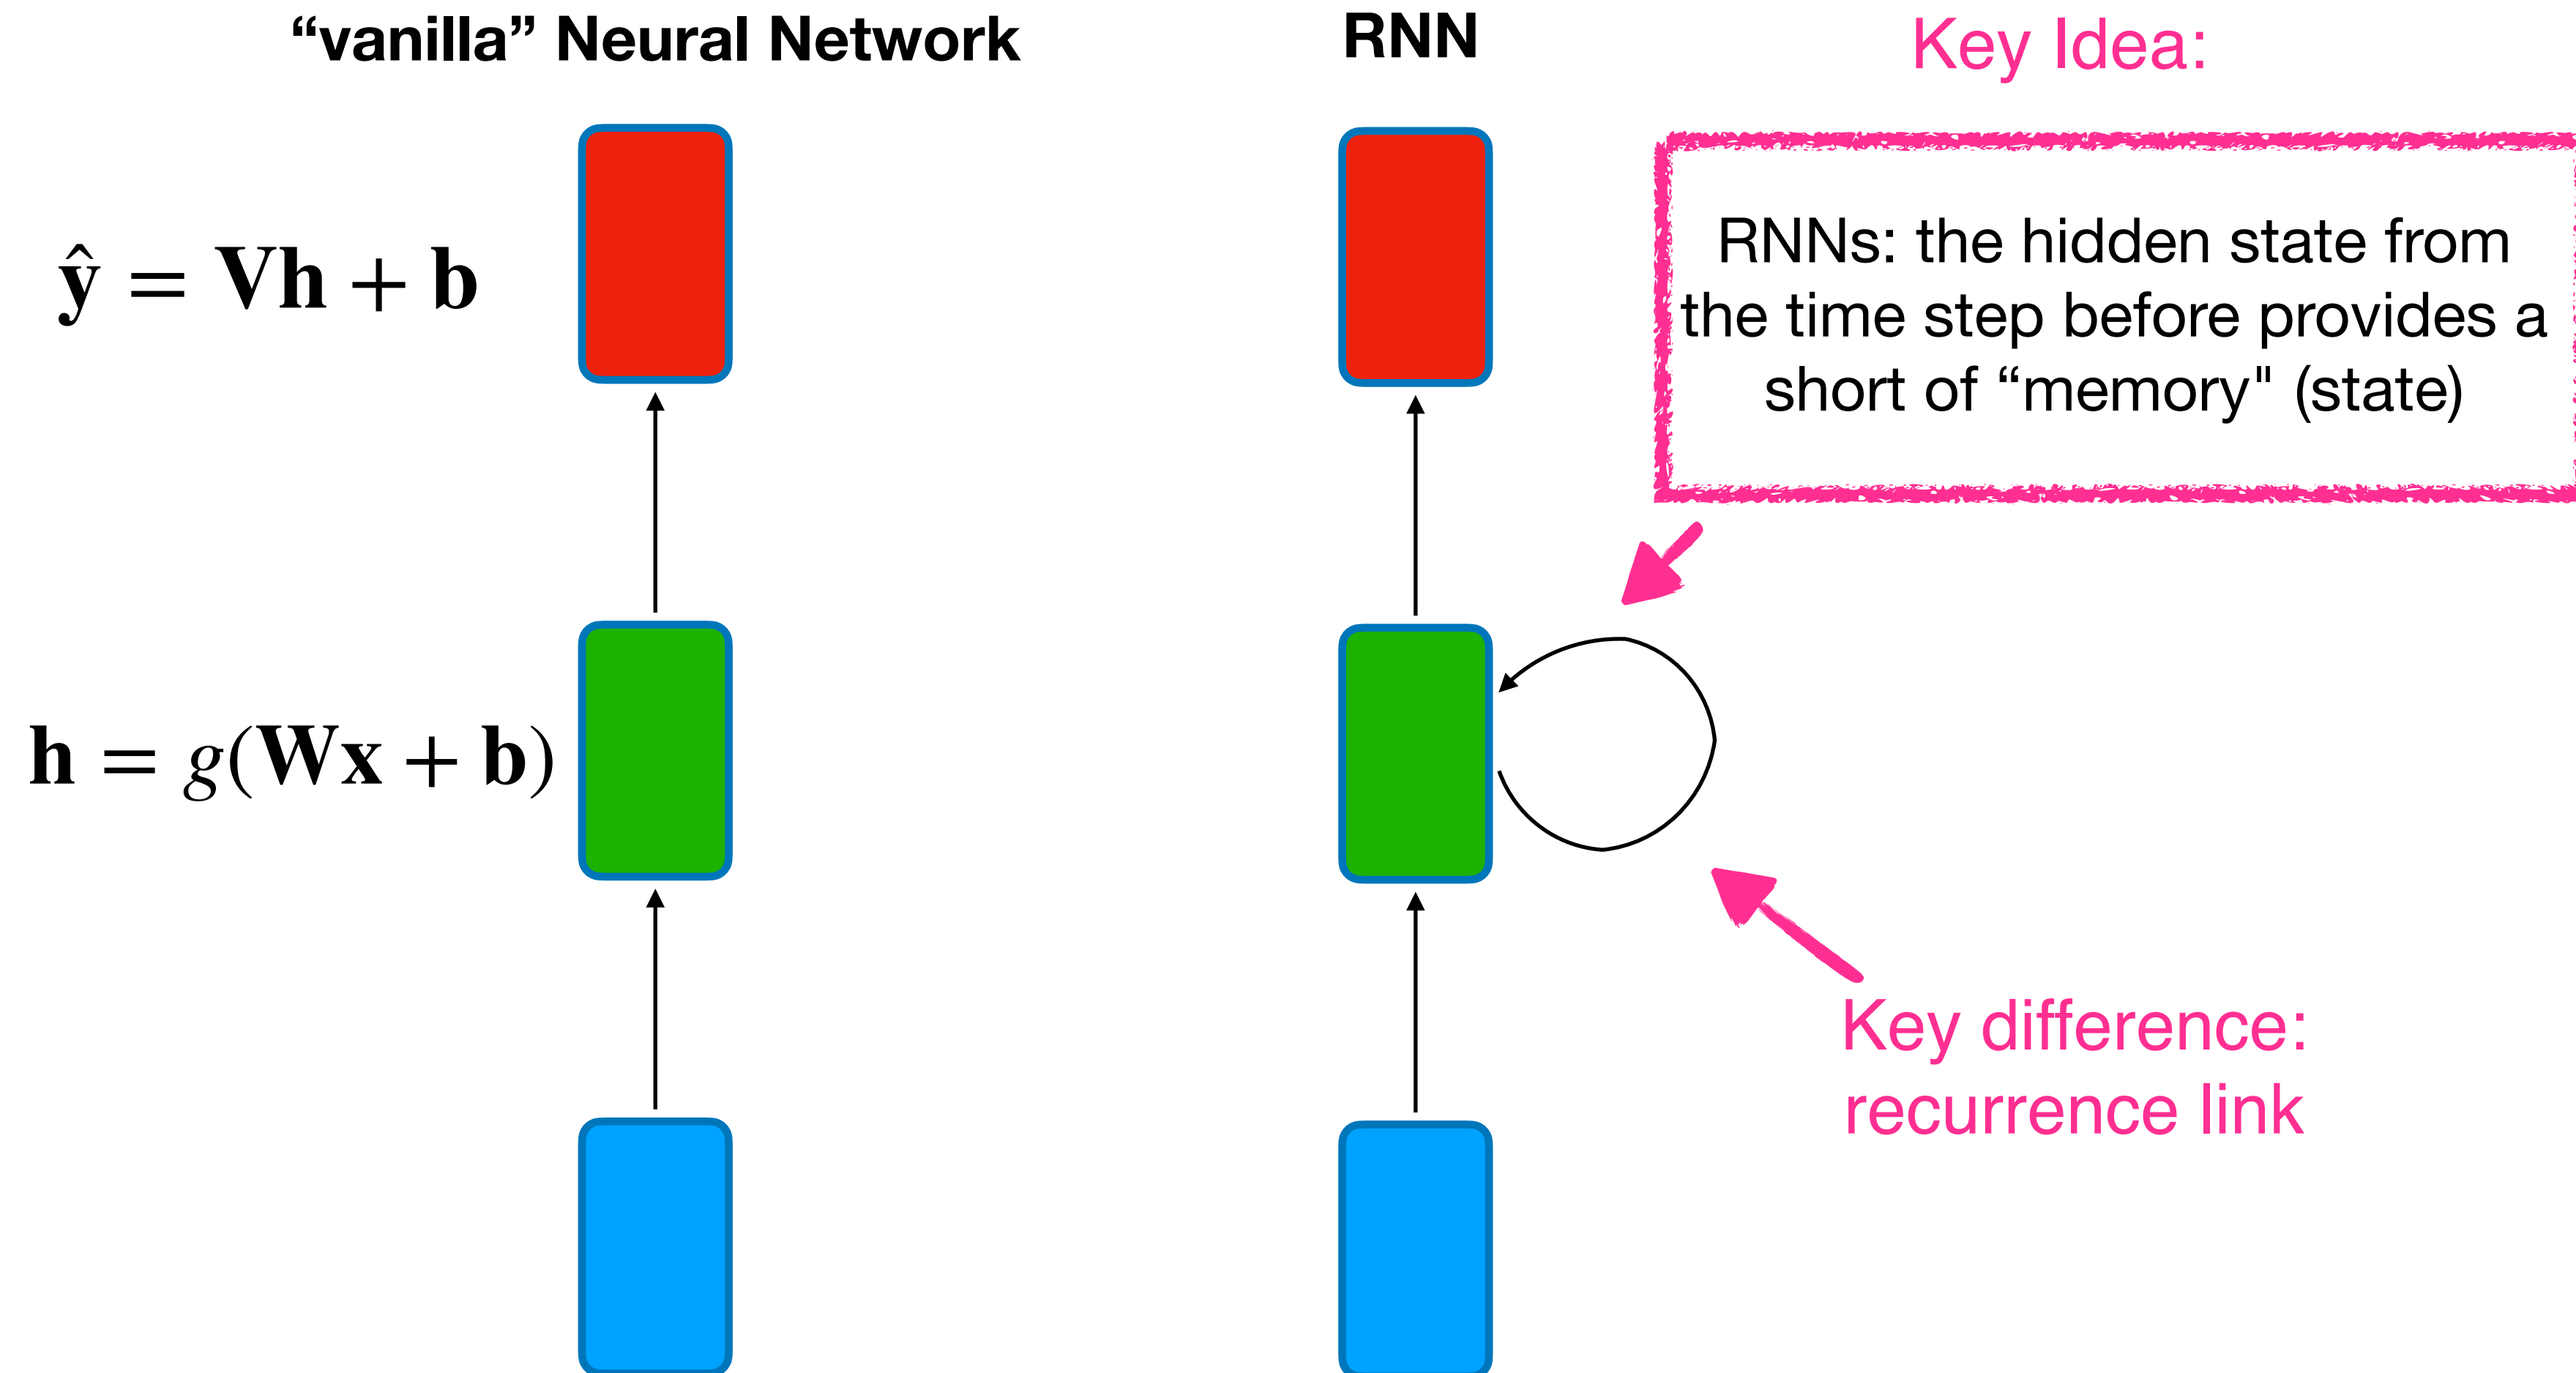 “vanilla” Neural Network
RNN
Key Idea:
ŷ = Vh + b
RNNs: the hidden state from
the time step before provides a
short of “memory" (state)
h = g(Wx + b)
Key difference:
recurrence link